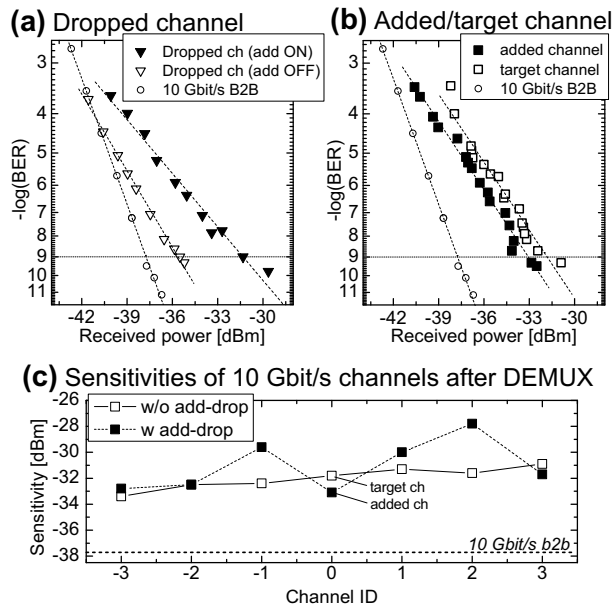 (a) Dropped channel
Dropped ch (add ON)
Dropped ch (add OFF)
10 Gbit/s B2B
-log(BER)
3
4
5
6
7
8
9
10
11
-42 -39 -36 -33 -30
Received power [dBm]
(b) Added/target channel
added channel
target channel
10 Gbit/s B2B
-log(BER)
3
4
5
6
7
8
9
10
11
-42 -39 -36 -33 -30
Received power [dBm]
(c) Sensitivities of 10 Gbit/s channels after DEMUX
w/o add-drop
w add-drop
Sensitivity [dBm]
-26
-28
-30
-32
-34
-36
-38
target ch
added ch
10 Gbit/s b2b
-3 -2 -1 0 1 2 3
Channel ID